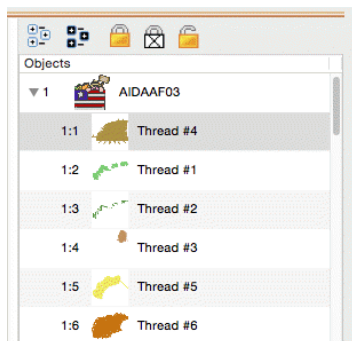 Objects
1 AIDAAF03
1:1 Thread #4
1:2 Thread #1
1:3 Thread #2
1:4 Thread #3
1:5 Thread #5
1:6 Thread #6